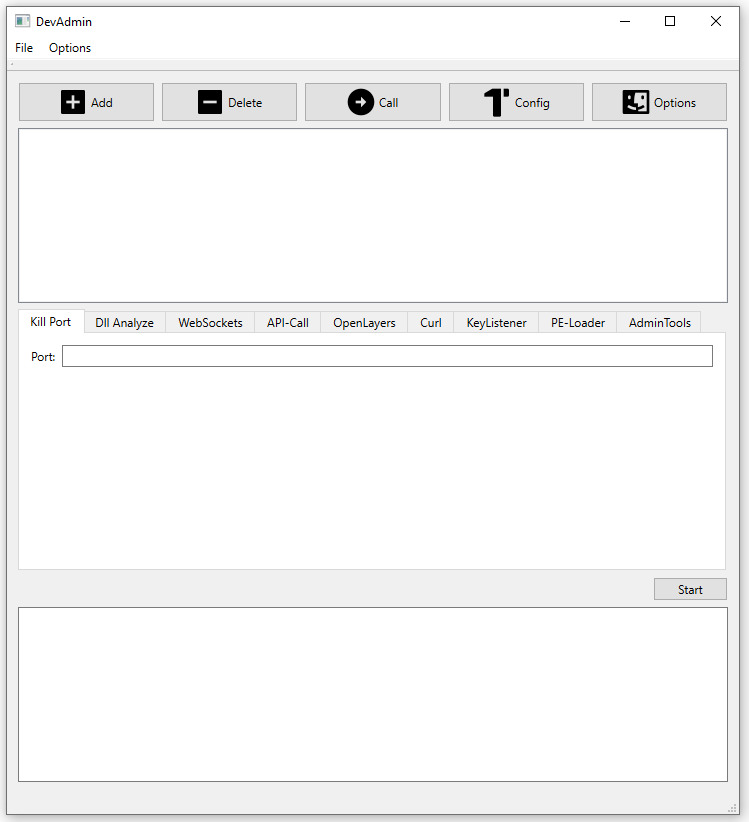 DevAdmin
File Options
Add Delete Call Config Options
Kill Port Dll Analyze WebSockets API-Call OpenLayers Curl KeyListener PE-Loader AdminTools
Port:
Start